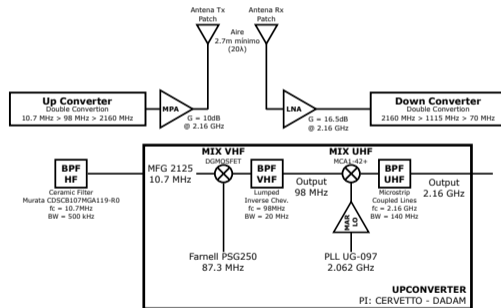 Antena Tx
Patch
Antena Rx
Patch
Aire
2.7m mínimo
(20λ)
Up Converter
Double Convertion
10.7 MHz > 98 MHz > 2160 MHz
MPA
G = 10dB
@ 2.16 GHz
LNA
G = 16.5dB
@ 2.16 GHz
Down Converter
Double Convertion
2160 MHz > 1115 MHz > 70 MHz
BPF
HF
Ceramic Filter
Murata CDSCB107MGA119-R0
fc = 10.7MHz
BW = 500 kHz
MFG 2125
10.7 MHz
MIX VHF
DGMOSFET
BPF
VHF
Lumped
Inverse Chev.
fc = 98MHz
BW = 20 MHz
Output
98 MHz
MIX UHF
MCA1-42+
BPF
UHF
Microstrip
Coupled Lines
fc = 2.16 GHz
BW = 140 MHz
Output
2.16 GHz
MAR
LO
Farnell PSG250
87.3 MHz
PLL UG-097
2.062 GHz
UPCONVERTER
PI: CERVETTO - DADAM